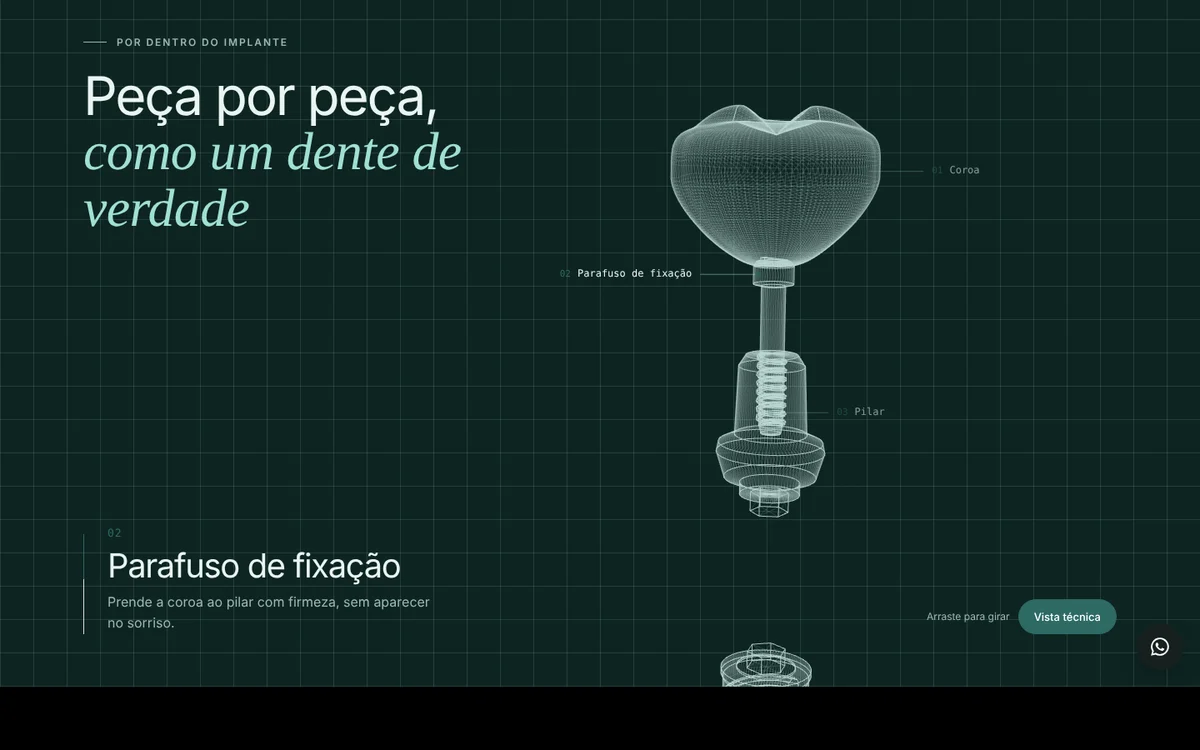 POR DENTRO DO IMPLANTE
Peça por peça,
como um dente de
verdade
01 Coroa
02 Parafuso de fixação
03 Pilar
02
Parafuso de fixação
Prende a coroa ao pilar com firmeza, sem aparecer
no sorriso.
Arraste para girar
Vista técnica